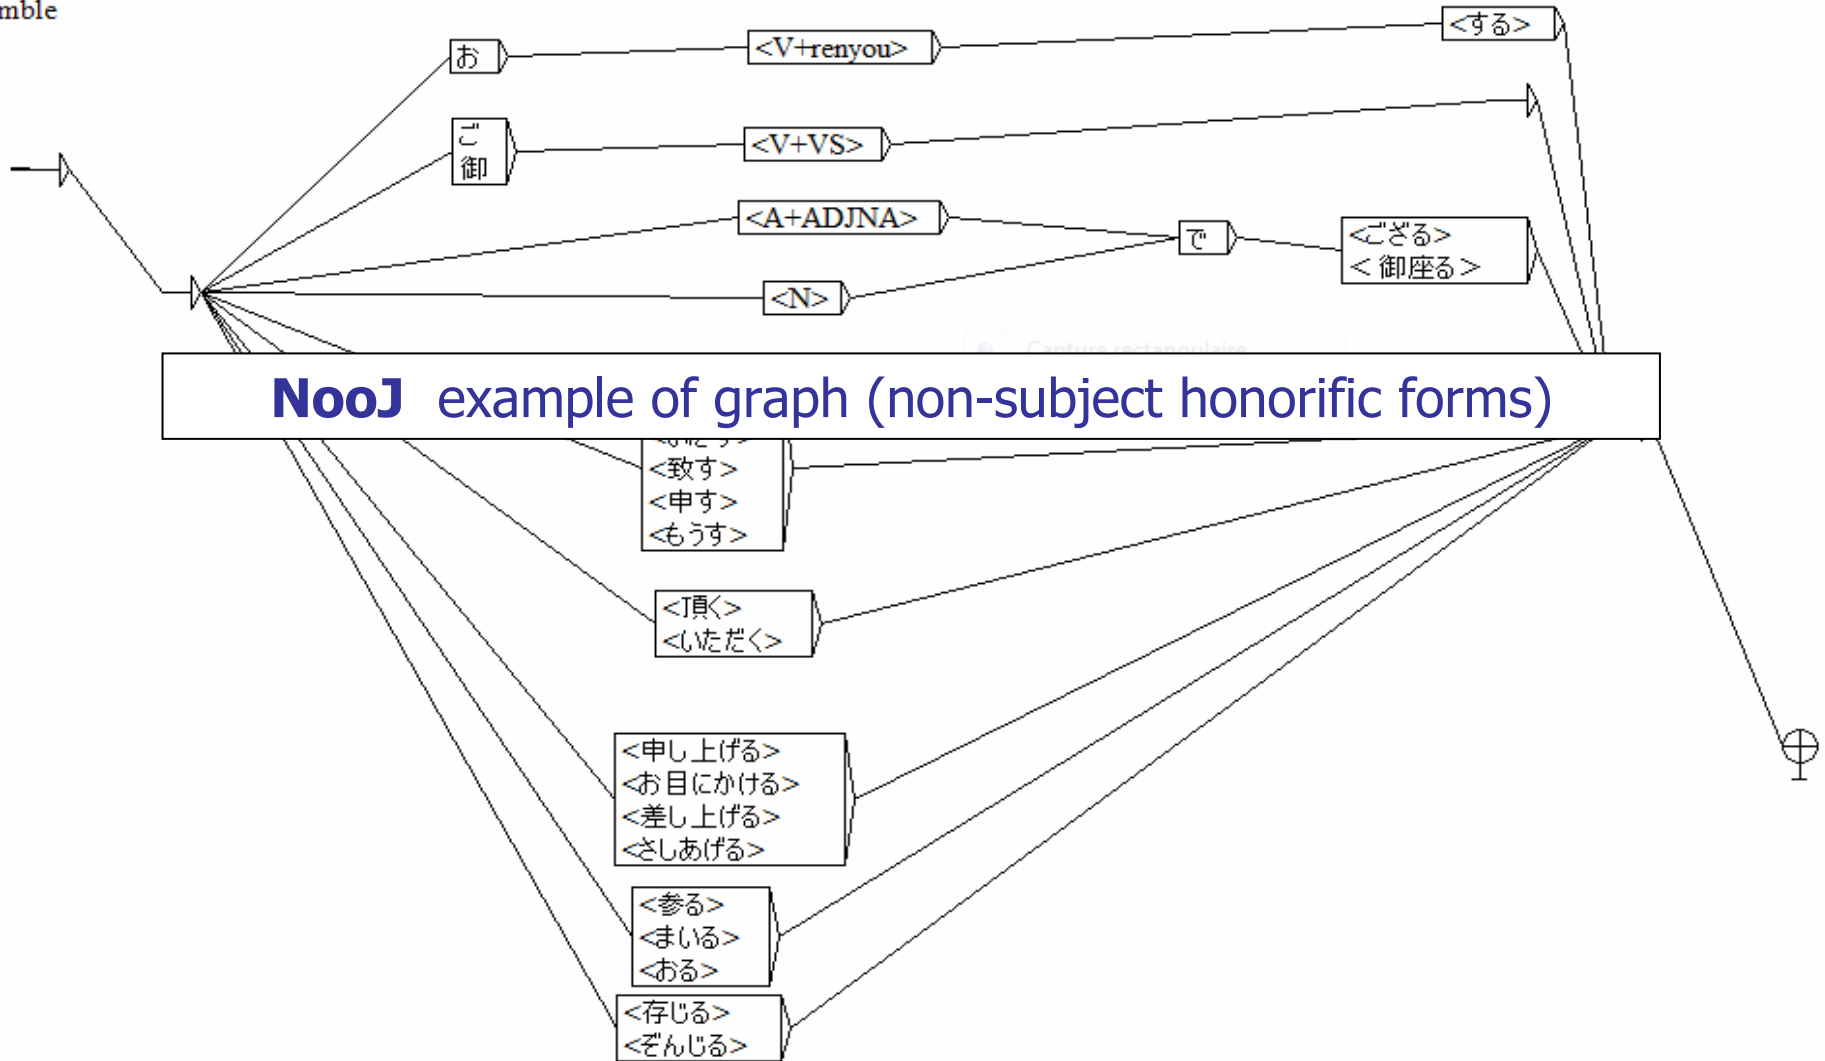 mble
お
<V+renyou>
<する>
ご
御
<V+VS>
<A+ADJNA>
で
<ござる>
<御座る>
<N>
Capture rectangulaire
NooJ example of graph (non-subject honorific forms)
<致す>
<申す>
<もうす>
<頂く>
<いただく>
<申し上げる>
<お目にかける>
<差し上げる>
<さしあげる>
<参る>
<まいる>
<おる>
<存じる>
<ぞんじる>